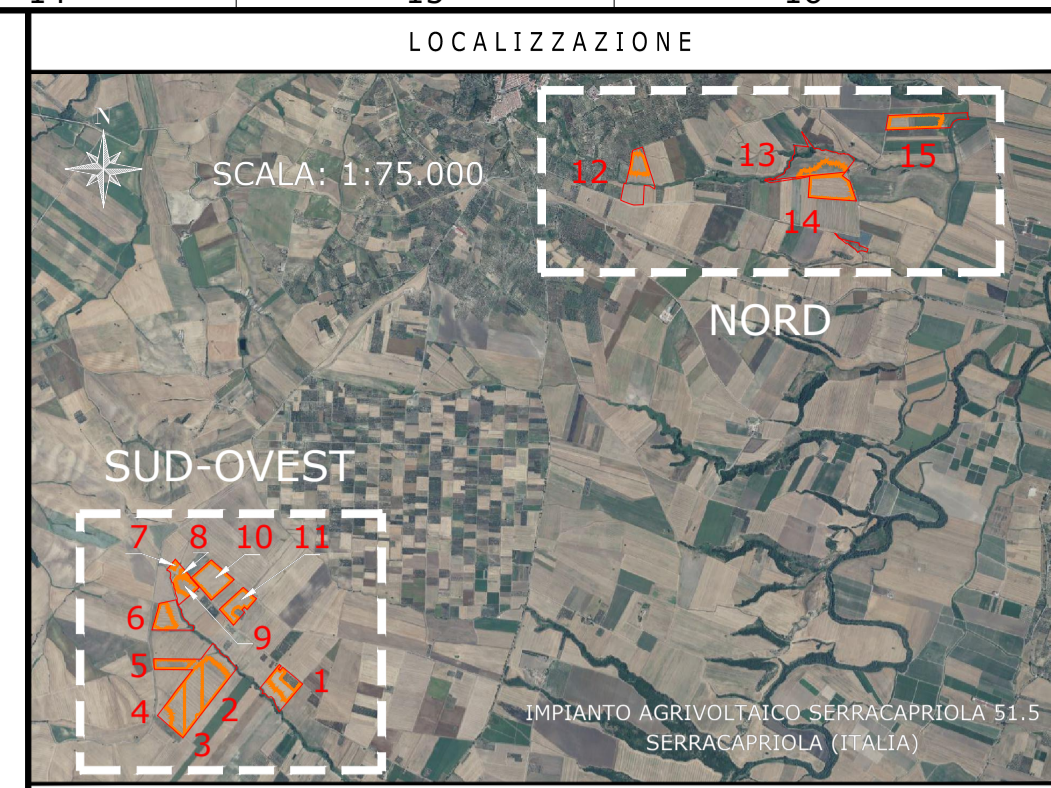 LOCALIZZAZIONE
N
SCALA: 1:75.000
12
13
15
14
NORD
SUD-OVEST
7 8 10 11
6
9
5
1
4
2
3
IMPIANTO AGRIVOLTAICO SERRACAPRIOLA 51.5
SERRACAPRIOLA (ITALIA)